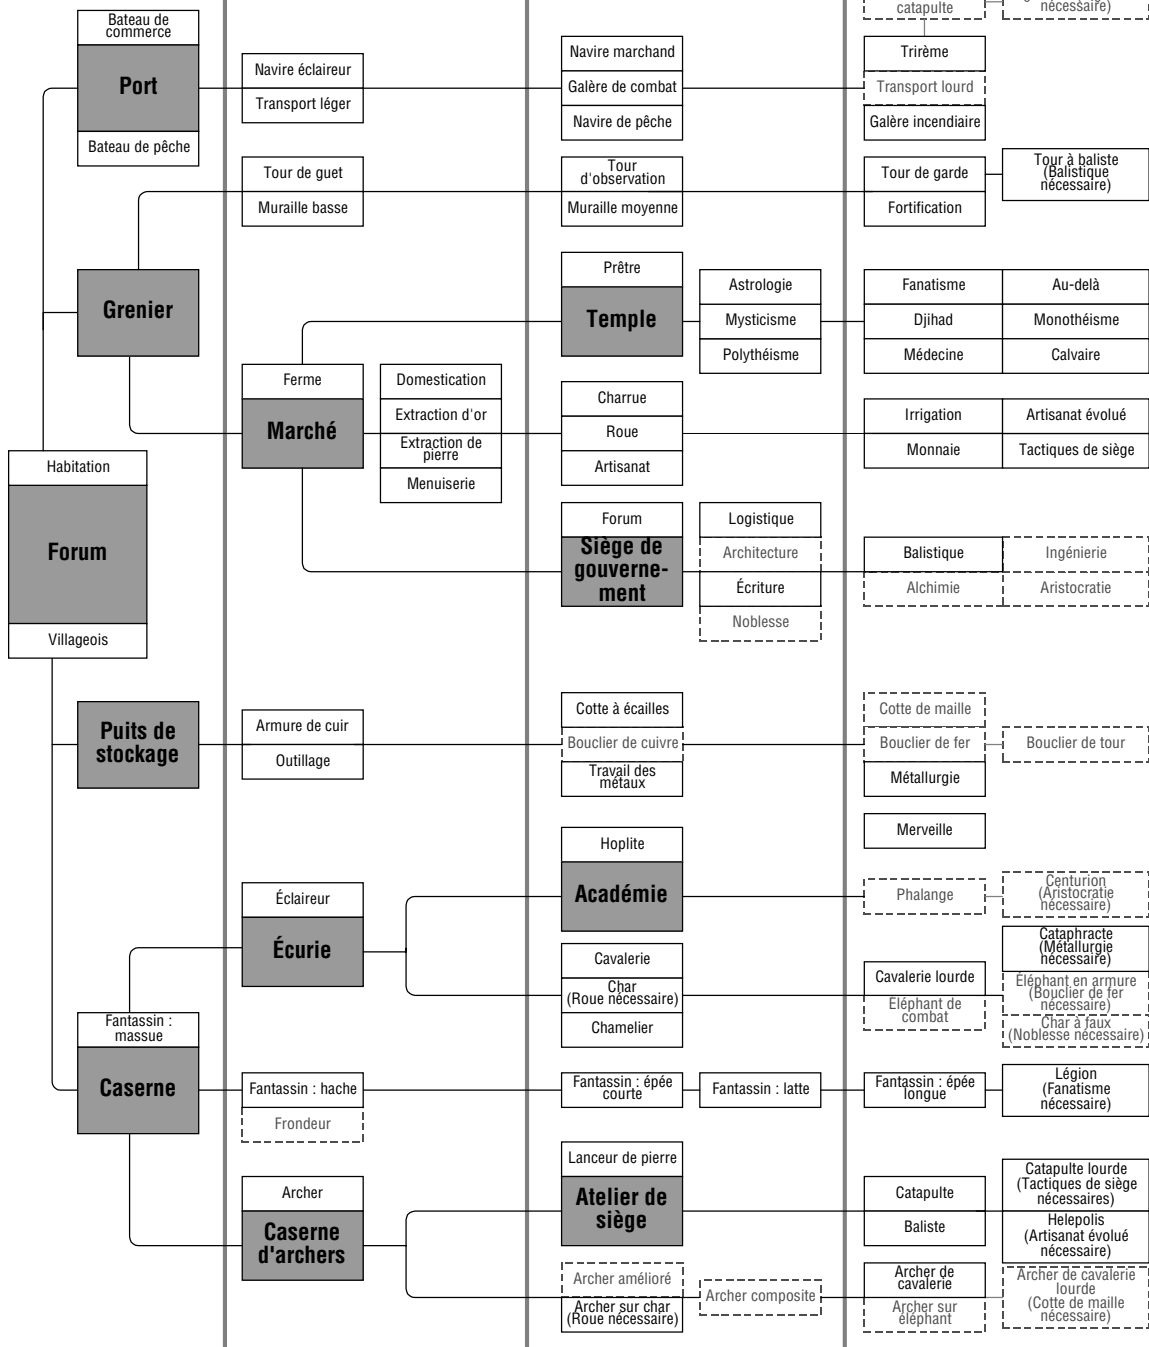 catapulte
nécessaire)
Bateau de
commerce
Port
Bateau de pêche
Navire éclaireur
Transport léger
Navire marchand
Galère de combat
Navire de pêche
Trirème
Transport lourd
Galère incendiaire
Tour de guet
Muraille basse
Tour
d'observation
Muraille moyenne
Tour de garde
Fortification
Tour à baliste
(Balistique
nécessaire)
Grenier
Prêtre
Temple
Astrologie
Mysticisme
Polythéisme
Fanatisme
Au-delà
Djihad
Monothéisme
Médecine
Calvaire
Ferme
Marché
Domestication
Extraction d'or
Extraction de
pierre
Menuiserie
Charrue
Roue
Artisanat
Irrigation
Artisanat évolué
Monnaie
Tactiques de siège
Habitation
Forum
Villageois
Forum
Siège de
gouverne-
ment
Logistique
Architecture
Écriture
Noblesse
Balistique
Ingénierie
Alchimie
Aristocratie
Puits de
stockage
Armure de cuir
Outillage
Cotte à écailles
Bouclier de cuivre
Travail des
métaux
Cotte de maille
Bouclier de fer
Bouclier de tour
Métallurgie
Merveille
Hoplite
Académie
Phalange
Centurion
(Aristocratie
nécessaire)
Éclaireur
Écurie
Cavalerie
Char
(Roue nécessaire)
Chamelier
Cavalerie lourde
Éléphant de
combat
Cataphracte
(Métallurgie
nécessaire)
Éléphant en armure
(Bouclier de fer
nécessaire)
Char à faux
(Noblesse nécessaire)
Fantassin :
massue
Caserne
Fantassin : hache
Frondeur
Fantassin : épée
courte
Fantassin : latte
Fantassin : épée
longue
Légion
(Fanatisme
nécessaire)
Archer
Caserne
d'archers
Lanceur de pierre
Atelier de
siège
Catapulte
Baliste
Catapulte lourde
(Tactiques de siège
nécessaires)
Helepolis
(Artisanat évolué
nécessaire)
Archer amélioré
Archer sur char
(Roue nécessaire)
Archer composite
Archer de
cavalerie
Archer sur
éléphant
Archer de cavalerie
lourde
(Cotte de maille
nécessaire)